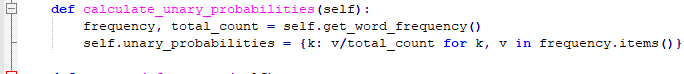 def calculate_unary_probabilities(self):
    frequency, total_count = self.get_word_frequency()
    self.unary_probabilities = {k: v/total_count for k, v in frequency.items()}